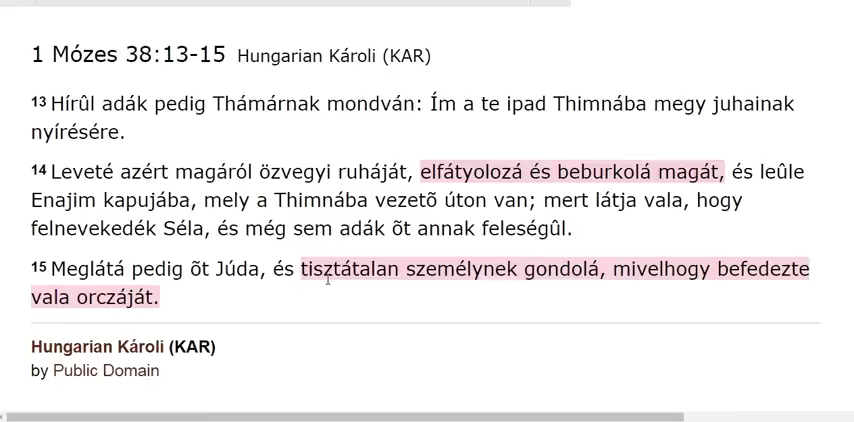 1 Mózes 38:13-15 Hungarian Károli (KAR)
13 Hírûl adák pedig Thámárnak mondván: Ím a te ipad Thimnába megy juhainak
nyírésére.
14 Leveté azért magáról özvegyi ruháját, elfátyolozá és beburkolá magát, és leûle
Enajim kapujába, mely a Thimnába vezetõ úton van; mert látja vala, hogy
felnevekedék Séla, és még sem adák õt annak feleségûl.
15 Meglátá pedig õt Júda, és tisztátalan személynek gondolá, mivelhogy befedezte
vala orczáját.
Hungarian Károli (KAR)
by Public Domain